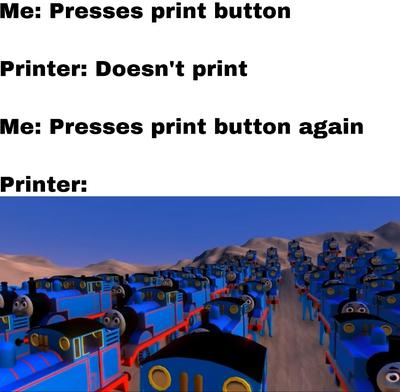 Me: Presses print button
Printer: Doesn't print
Me: Presses print button again
Printer: